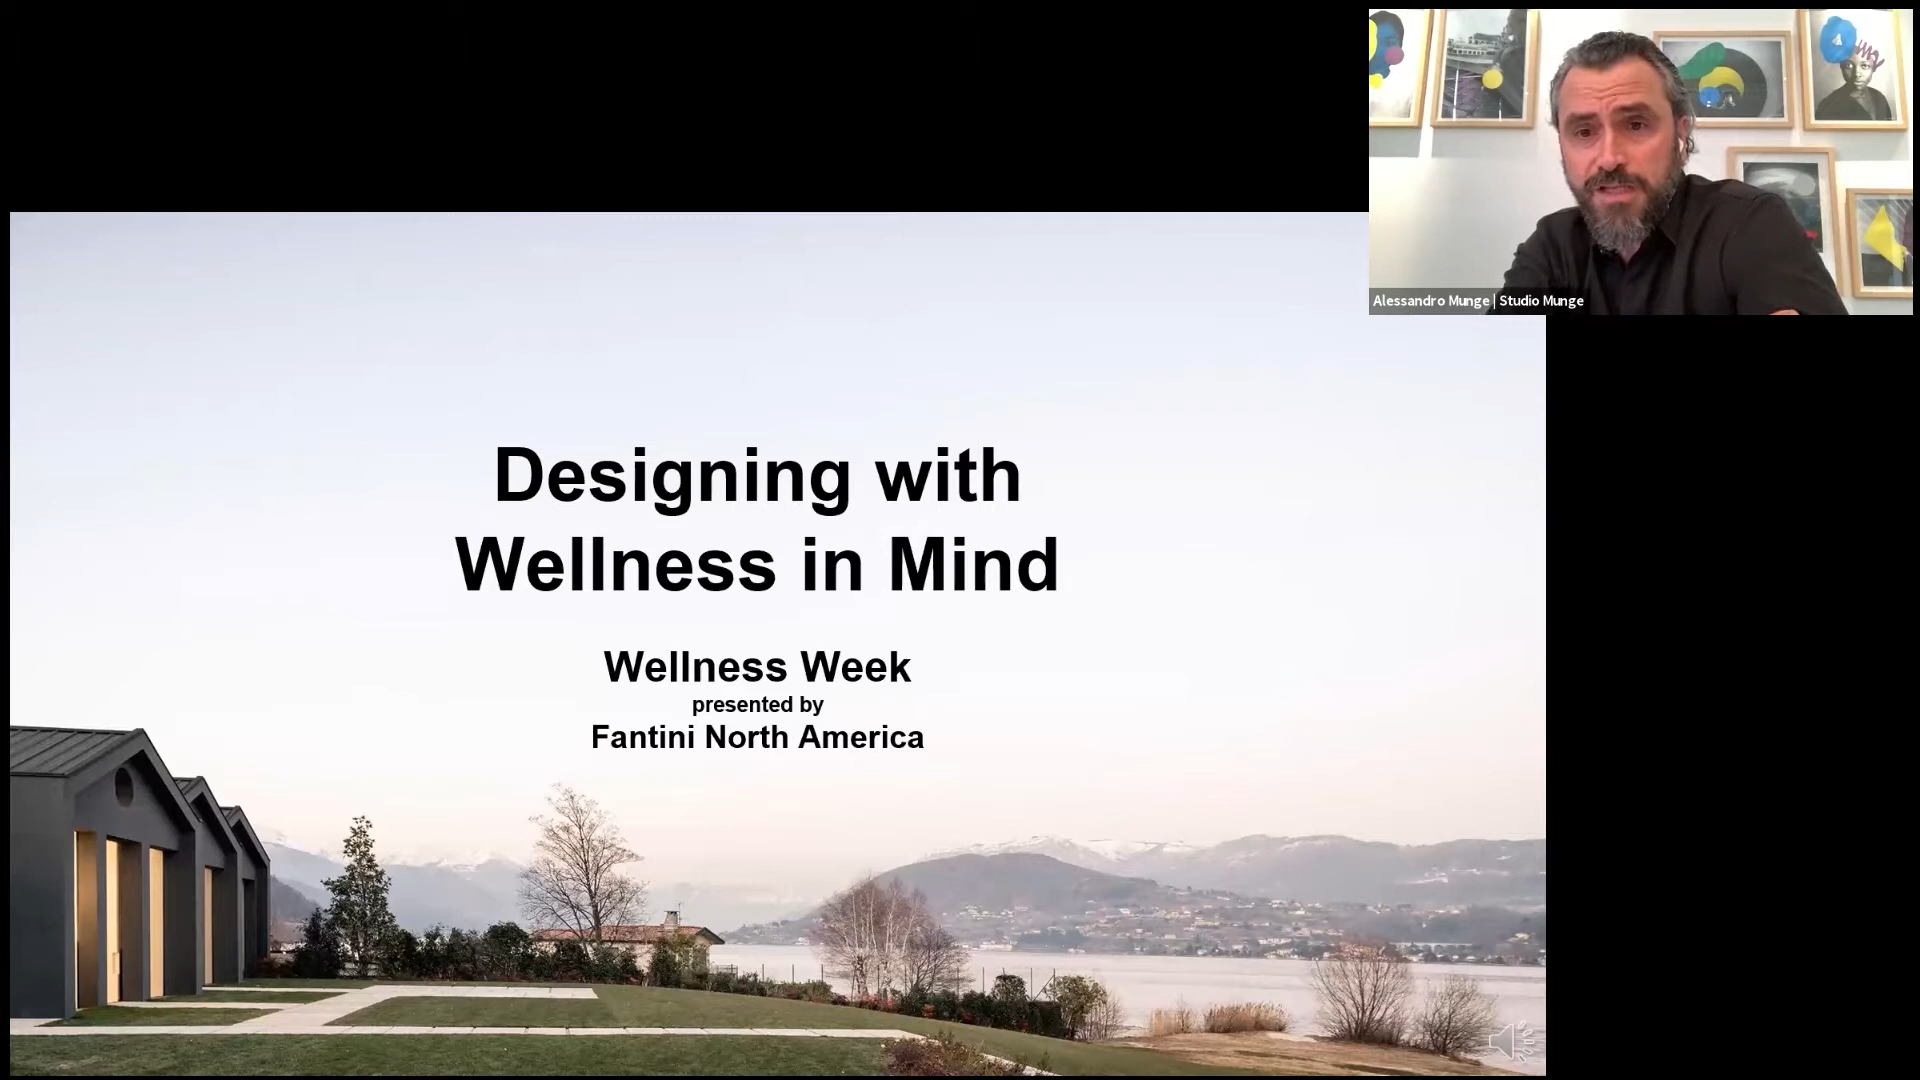 Alessandro Munge | Studio Munge
Designing with
Wellness in Mind
Wellness Week
presented by
Fantini North America